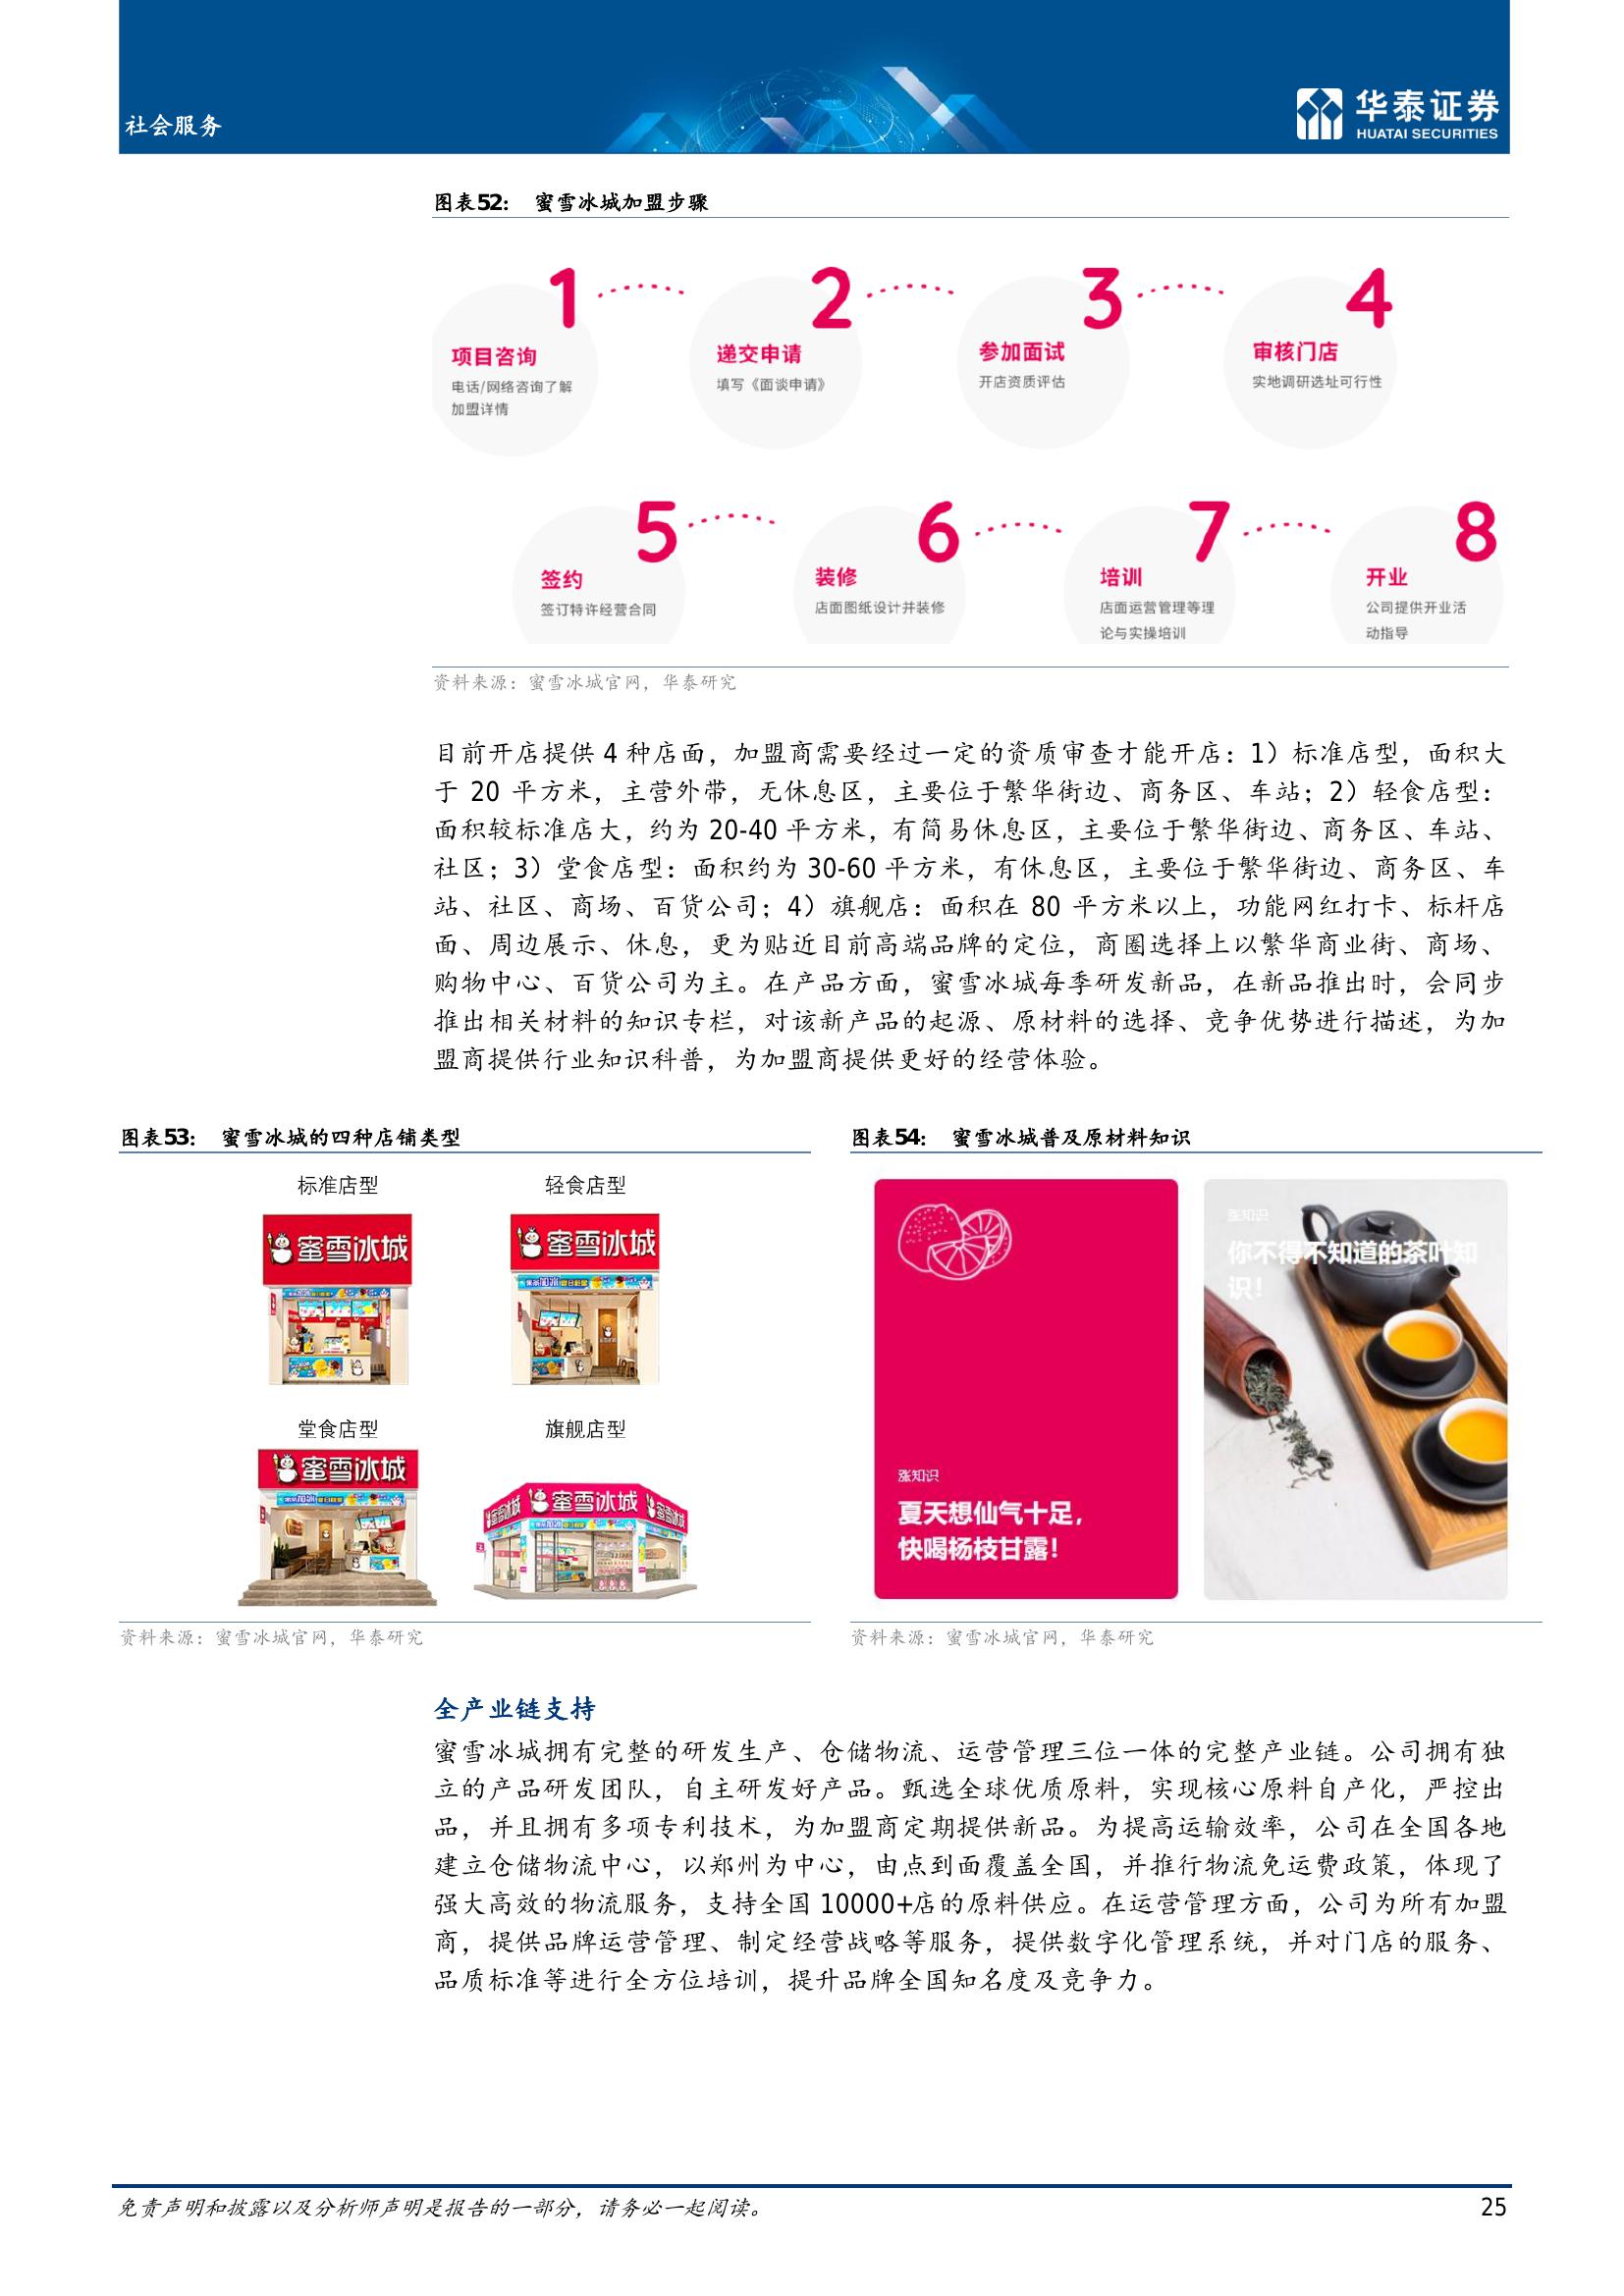 社会服务
华泰证券
HUATAI SECURITIES
图表52： 蜜雪冰城加盟步骤
1
项目咨询
电话/网络咨询了解
加盟详情
2
递交申请
填写《面谈申请》
3
参加面试
开店资质评估
4
审核门店
实地调研选址可行性
5
签约
签订特许经营合同
6
装修
店面图纸设计并装修
7
培训
店面运营管理等理
论与实操培训
8
开业
公司提供开业活
动指导
资料来源：蜜雪冰城官网，华泰研究
目前开店提供 4 种店面，加盟商需要经过一定的资质审查才能开店：1）标准店型，面积大
于 20 平方米，主营外带，无休息区，主要位于繁华街边、商务区、车站；2）轻食店型：
面积较标准店大，约为 20-40 平方米，有简易休息区，主要位于繁华街边、商务区、车站、
社区；3）堂食店型：面积约为 30-60 平方米，有休息区，主要位于繁华街边、商务区、车
站、社区、商场、百货公司；4）旗舰店：面积在 80 平方米以上，功能网红打卡、标杆店
面、周边展示、休息，更为贴近目前高端品牌的定位，商圈选择上以繁华商业街、商场、
购物中心、百货公司为主。在产品方面，蜜雪冰城每季研发新品，在新品推出时，会同步
推出相关材料的知识专栏，对该新产品的起源、原材料的选择、竞争优势进行描述，为加
盟商提供行业知识科普，为加盟商提供更好的经营体验。
图表53： 蜜雪冰城的四种店铺类型
标准店型
轻食店型
蜜雪冰城
蜜雪冰城
堂食店型
旗舰店型
蜜雪冰城
蜜雪冰城
蜜雪冰城
蜜雪冰城
资料来源：蜜雪冰城官网，华泰研究
图表54： 蜜雪冰城普及原材料知识
涨知识
夏天想仙气十足，
快喝杨枝甘露！
涨知识
你不得不知道的茶叶知
识！
资料来源：蜜雪冰城官网，华泰研究
全产业链支持
蜜雪冰城拥有完整的研发生产、仓储物流、运营管理三位一体的完整产业链。公司拥有独
立的产品研发团队，自主研发好产品。甄选全球优质原料，实现核心原料自产化，严控出
品，并且拥有多项专利技术，为加盟商定期提供新品。为提高运输效率，公司在全国各地
建立仓储物流中心，以郑州为中心，由点到面覆盖全国，并推行物流免运费政策，体现了
强大高效的物流服务，支持全国 10000+店的原料供应。在运营管理方面，公司为所有加盟
商，提供品牌运营管理、制定经营战略等服务，提供数字化管理系统，并对门店的服务、
品质标准等进行全方位培训，提升品牌全国知名度及竞争力。
免责声明和披露以及分析师声明是报告的一部分，请务必一起阅读。
25